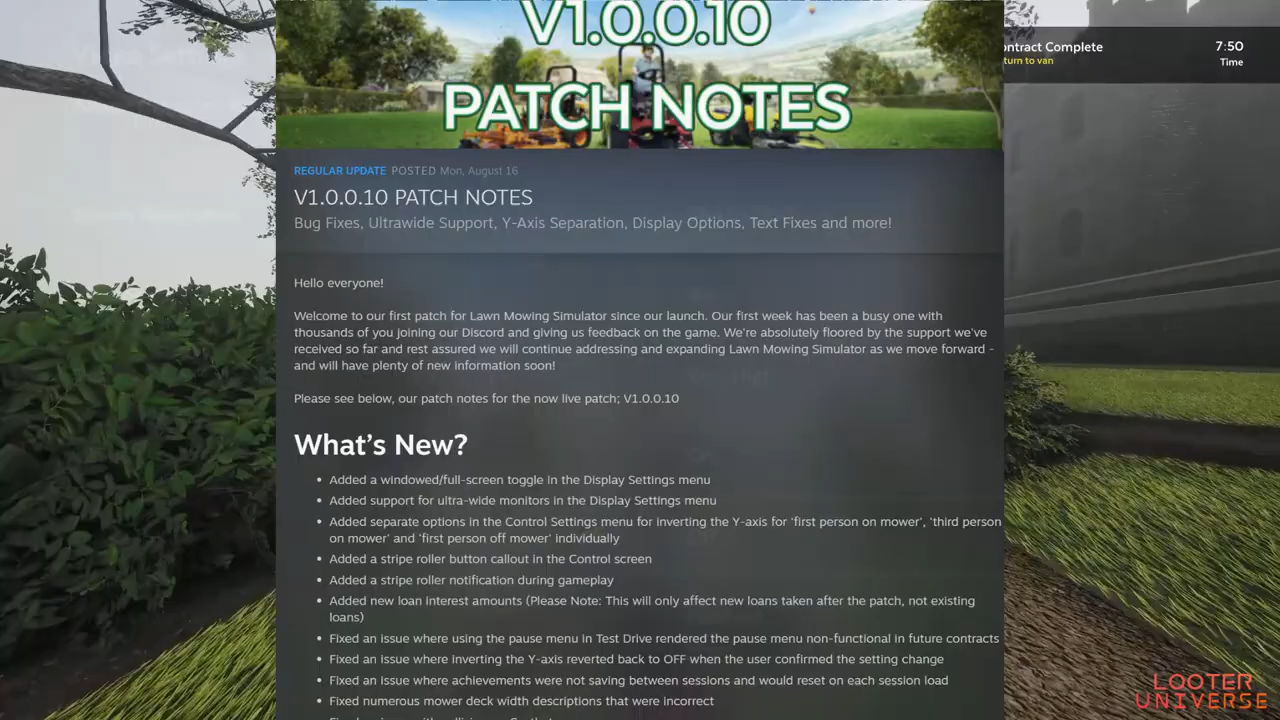 V1.0.0.10
PATCH NOTES
ontract Complete
turn to van
7:50
Time
REGULAR UPDATE POSTED Mon, August 16
V1.0.0.10 PATCH NOTES
Bug Fixes, Ultrawide Support, Y-Axis Separation, Display Options, Text Fixes and more!
Hello everyone!
Welcome to our first patch for Lawn Mowing Simulator since our launch. Our first week has been a busy one with
thousands of you joining our Discord and giving us feedback on the game. We're absolutely floored by the support we've
received so far and rest assured we will continue addressing and expanding Lawn Mowing Simulator as we move forward -
and will have plenty of new information soon!
Please see below, our patch notes for the now live patch; V1.0.0.10
What's New?
• Added a windowed/full-screen toggle in the Display Settings menu
• Added support for ultra-wide monitors in the Display Settings menu
• Added separate options in the Control Settings menu for inverting the Y-axis for 'first person on mower', 'third person
on mower' and 'first person off mower' individually
• Added a stripe roller button callout in the Control screen
• Added a stripe roller notification during gameplay
• Added new loan interest amounts (Please Note: This will only affect new loans taken after the patch, not existing
loans)
• Fixed an issue where using the pause menu in Test Drive rendered the pause menu non-functional in future contracts
• Fixed an issue where inverting the Y-axis reverted back to OFF when the user confirmed the setting change
• Fixed an issue where achievements were not saving between sessions and would reset on each session load
• Fixed numerous mower deck width descriptions that were incorrect
LOOTER
UNIVERSE